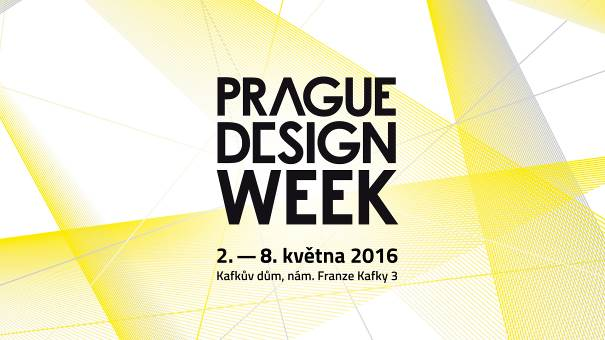 PRAGUE
DESIGN
WEEK
2. — 8. května 2016
Kafkův dům, nám. Franze Kafky 3